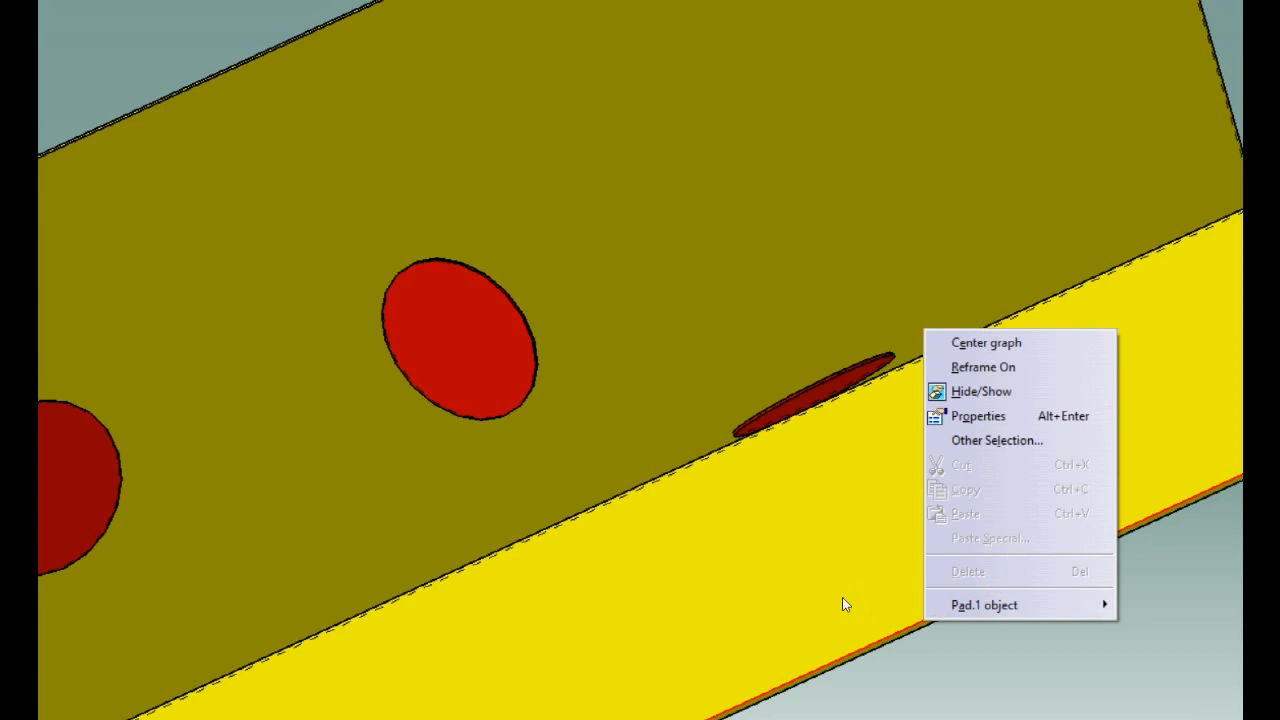 Center graph
Reframe On
Hide/Show
Properties Alt+Enter
Other Selection...
Cut Ctrl+X
Copy Ctrl+C
Paste Ctrl+V
Paste Special...
Delete Del
Pad.1 object